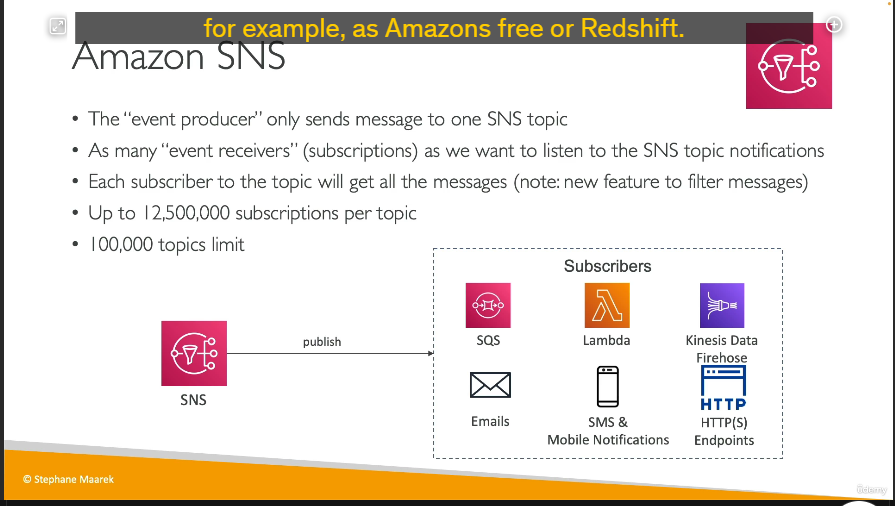 for example, as Amazons free or Redshift.
Amazon SNS
• The “event producer” only sends message to one SNS topic
• As many “event receivers” (subscriptions) as we want to listen to the SNS topic notifications
• Each subscriber to the topic will get all the messages (note: new feature to filter messages)
• Up to 12,500,000 subscriptions per topic
• 100,000 topics limit
Subscribers
publish
SNS
SQS
Lambda
Kinesis Data
Firehose
Emails
SMS &
Mobile Notifications
HTTP
HTTP(S)
Endpoints
© Stephane Maarek
ûdemy